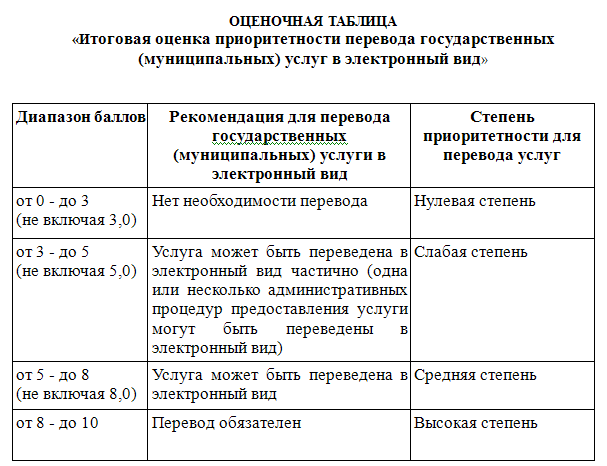 ОЦЕНОЧНАЯ ТАБЛИЦА
«Итоговая оценка приоритетности перевода государственных
(муниципальных) услуг в электронный вид»
Диапазон баллов
Рекомендация для перевода
государственных
(муниципальных) услуги в
электронный вид
Степень
приоритетности для
перевода услуг
от 0 - до 3
(не включая 3,0)
Нет необходимости перевода
Нулевая степень
от 3 - до 5
(не включая 5,0)
Услуга может быть переведена в
электронный вид частично (одна
или несколько административных
процедур предоставления услуги
могут быть переведены в
электронный вид)
Слабая степень
от 5 - до 8
(не включая 8,0)
Услуга может быть переведена в
электронный вид
Средняя степень
от 8 - до 10
Перевод обязателен
Высокая степень